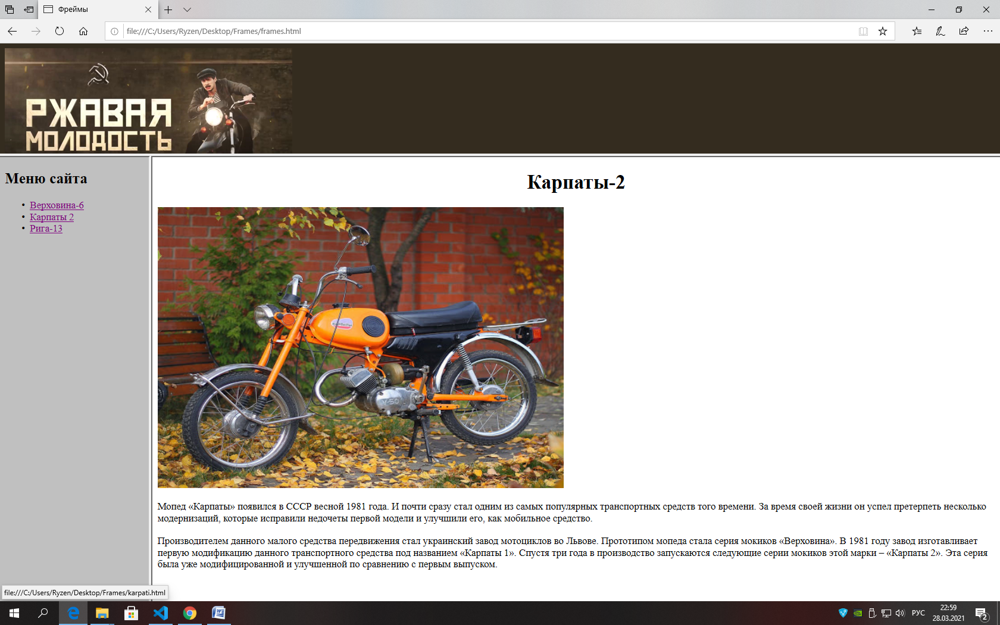 Фреймы
file:///C:/Users/Ryzen/Desktop/Frames/frames.html
РЖАВАЯ
МОЛОДОСТЬ
Меню сайта
Верховина-6
Карпаты 2
Рига-13
Карпаты-2
V-50
Мопед «Карпаты» появился в СССР весной 1981 года. И почти сразу стал одним из самых популярных транспортных средств того времени. За время своей жизни он успел претерпеть несколько
модернизаций, которые исправили недочеты первой модели и улучшили его, как мобильное средство.
Производителем данного малого средства передвижения стал украинский завод мотоциклов во Львове. Прототипом мопеда стала серия мокиков «Верховина». В 1981 году завод изготавливает
первую модификацию данного транспортного средства под названием «Карпаты 1». Спустя три года в производство запускаются следующие серии мокиков этой марки – «Карпаты 2». Эта серия
была уже модифицированной и улучшенной по сравнению с первым выпуском.
file:///C:/Users/Ryzen/Desktop/Frames/karpati.html
РУС
22:59
28.03.2021
2